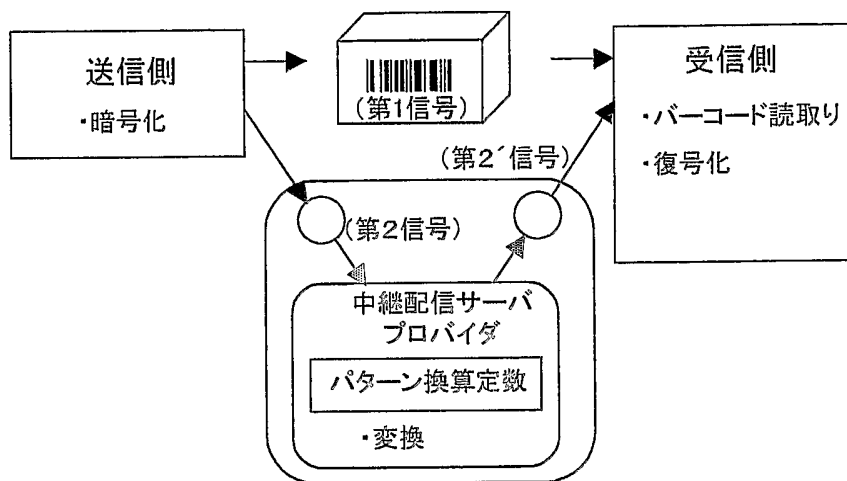 送信側
・暗号化
(第1信号)
受信側
・バーコード読取り
・復号化
(第2´信号)
(第2信号)
中継配信サーバ
プロバイダ
パターン換算定数
・変換